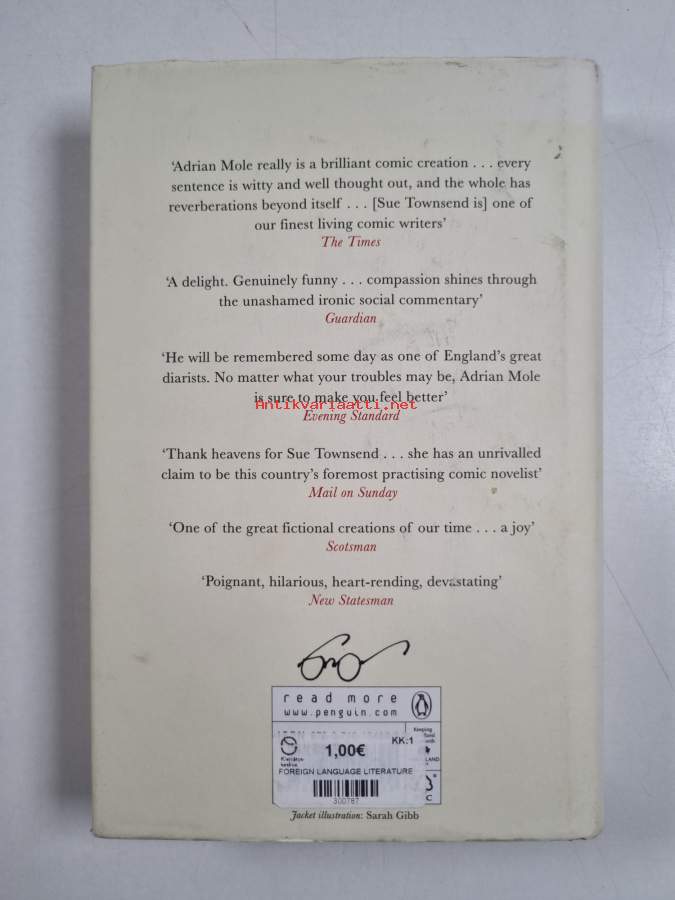 ‘Adrian Mole really is a brilliant comic creation . . . every
sentence is witty and well thought out, and the whole has
reverberations beyond itself . . . [Sue Townsend is] one of
our finest living comic writers’
The Times
‘A delight. Genuinely funny . . . compassion shines through
the unashamed ironic social commentary’
Guardian
‘He will be remembered some day as one of England’s great
diarists. No matter what your troubles may be, Adrian Mole
is sure to make you feel better’
Antikvariaatti.net
Evening Standard
‘Thank heavens for Sue Townsend . . . she has an unrivalled
claim to be this country’s foremost practising comic novelist’
Mail on Sunday
‘One of the great fictional creations of our time . . . a joy’
Scotsman
‘Poignant, hilarious, heart-rending, devastating’
New Statesman
read more
www.penguin.com
Keeping
KK:1
1,00€
LAND
FOREIGN LANGUAGE LITERATURE
C
300787
Jacket illustration: Sarah Gibb